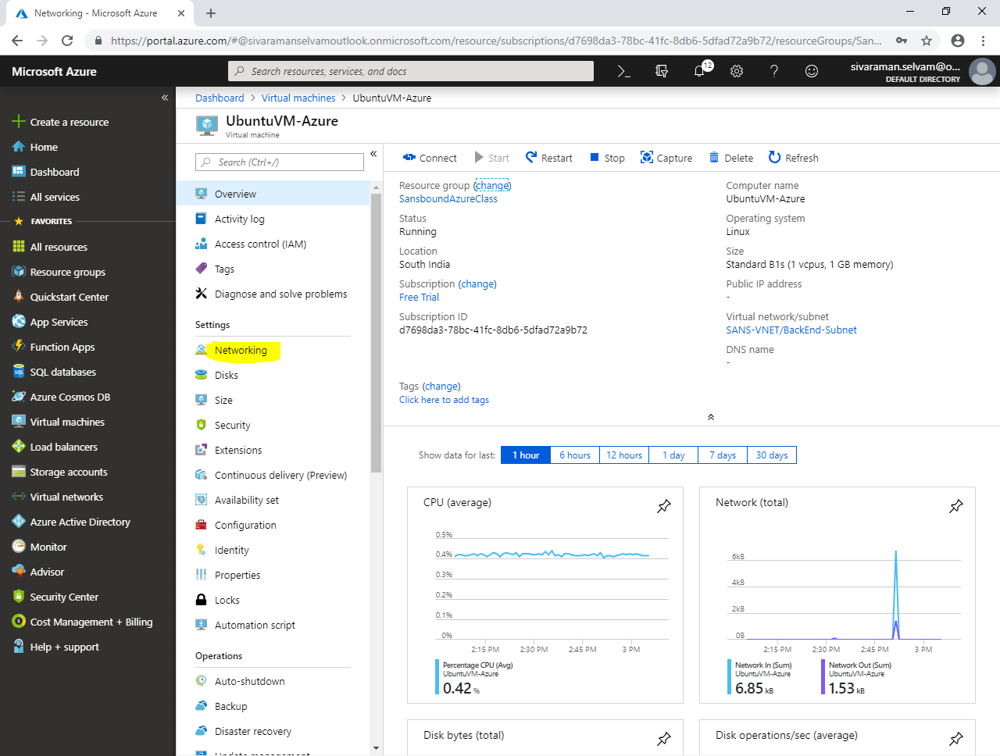 Networking - Microsoft Azure
https://portal.azure.com/#@sivaramanselvamoutlook.onmicrosoft.com/resource/subscriptions/d7698da3-78bc-41fc-8db6-5dfad72a9b72/resourceGroups/San...
Microsoft Azure
Search resources, services, and docs
12
sivaraman.selvam@o...
DEFAULT DIRECTORY
Create a resource
Home
Dashboard
All services
FAVORITES
All resources
Resource groups
Quickstart Center
App Services
Function Apps
SQL databases
Azure Cosmos DB
Virtual machines
Load balancers
Storage accounts
Virtual networks
Azure Active Directory
Monitor
Advisor
Security Center
Cost Management + Billing
Help + support
Dashboard > Virtual machines > UbuntuVM-Azure
UbuntuVM-Azure
Virtual machine
Search (Ctrl+/)
Overview
Activity log
Access control (IAM)
Tags
Diagnose and solve problems
Settings
Networking
Disks
Size
Security
Extensions
Continuous delivery (Preview)
Availability set
Configuration
Identity
Properties
Locks
Automation script
Operations
Auto-shutdown
Backup
Disaster recovery
Update management
Connect Start Restart Stop Capture Delete Refresh
Resource group (change)
SansboundAzureClass
Status
Running
Location
South India
Subscription (change)
Free Trial
Subscription ID
d7698da3-78bc-41fc-8db6-5dfad72a9b72
Computer name
UbuntuVM-Azure
Operating system
Linux
Size
Standard B1s (1 vcpus, 1 GB memory)
Public IP address
-
Virtual network/subnet
SANS-VNET/BackEnd-Subnet
DNS name
-
Tags (change)
Click here to add tags
Show data for last: 1 hour 6 hours 12 hours 1 day 7 days 30 days
CPU (average)
0.5%
0.4%
0.3%
0.2%
0.1%
0%
2:15 PM 2:30 PM 2:45 PM 3 PM
Percentage CPU (Avg)
UbuntuVM-Azure
0.42 %
Network (total)
6kB
4kB
2kB
0B
2:15 PM 2:30 PM 2:45 PM 3 PM
Network In (Sum)
UbuntuVM-Azure
6.85 kB
Network Out (Sum)
UbuntuVM-Azure
1.53 kB
Disk bytes (total)
Disk operations/sec (average)